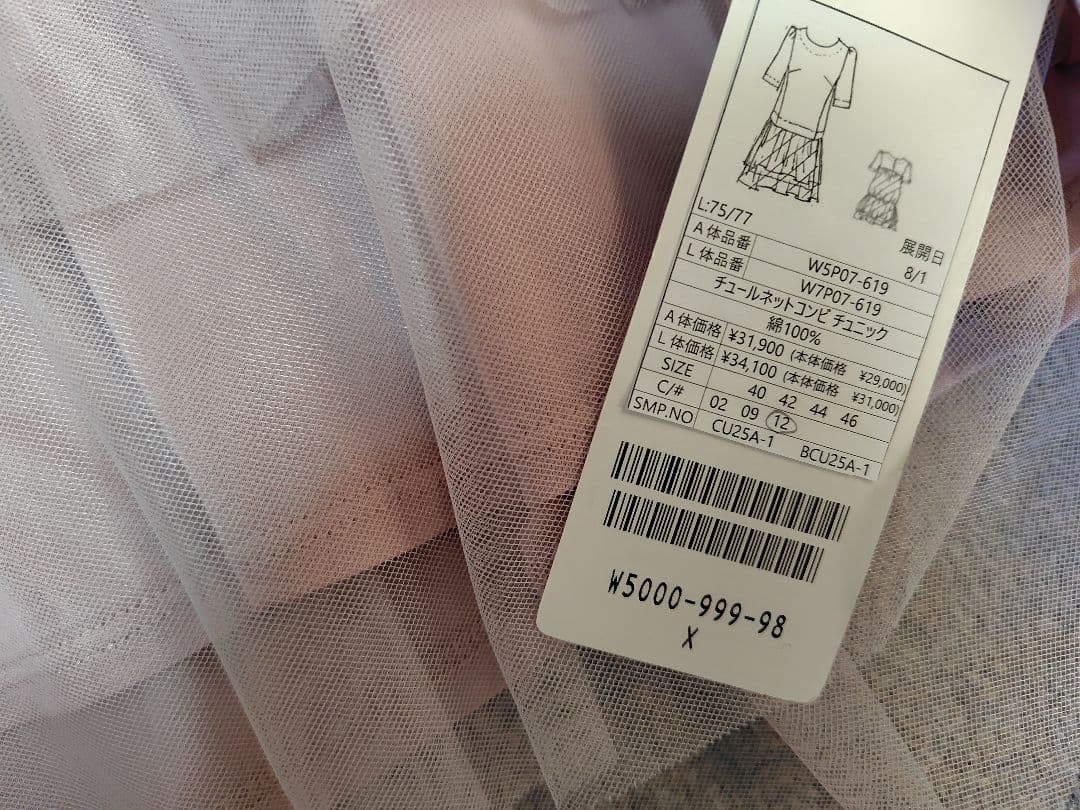 L:75/77
展開日
8/1
A体品番 W5P07-619
L体品番 W7P07-619
チュールネットコンビ チュニック
綿100%
A体価格 ¥31,900 (本体価格 ¥29,000)
L体価格 ¥34,100 (本体価格 ¥31,000)
SIZE 40 42 44 46
C/# 02 09 12
SMP.NO CU25A-1 BCU25A-1
W5000-999-98
X